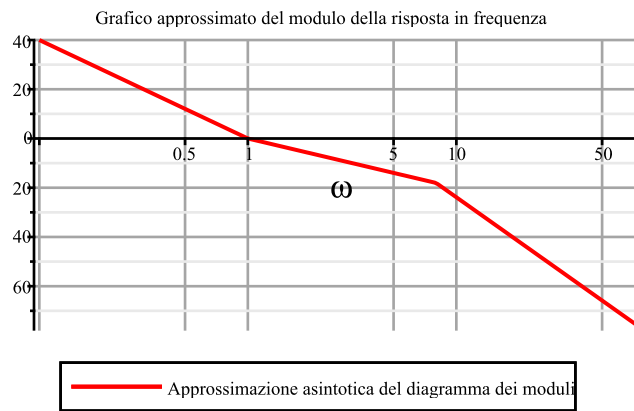 Grafico approssimato del modulo della risposta in frequenza
40
20
0
0.5 1 5 10 50
20
ω
40
60
Approssimazione asintotica del diagramma dei moduli